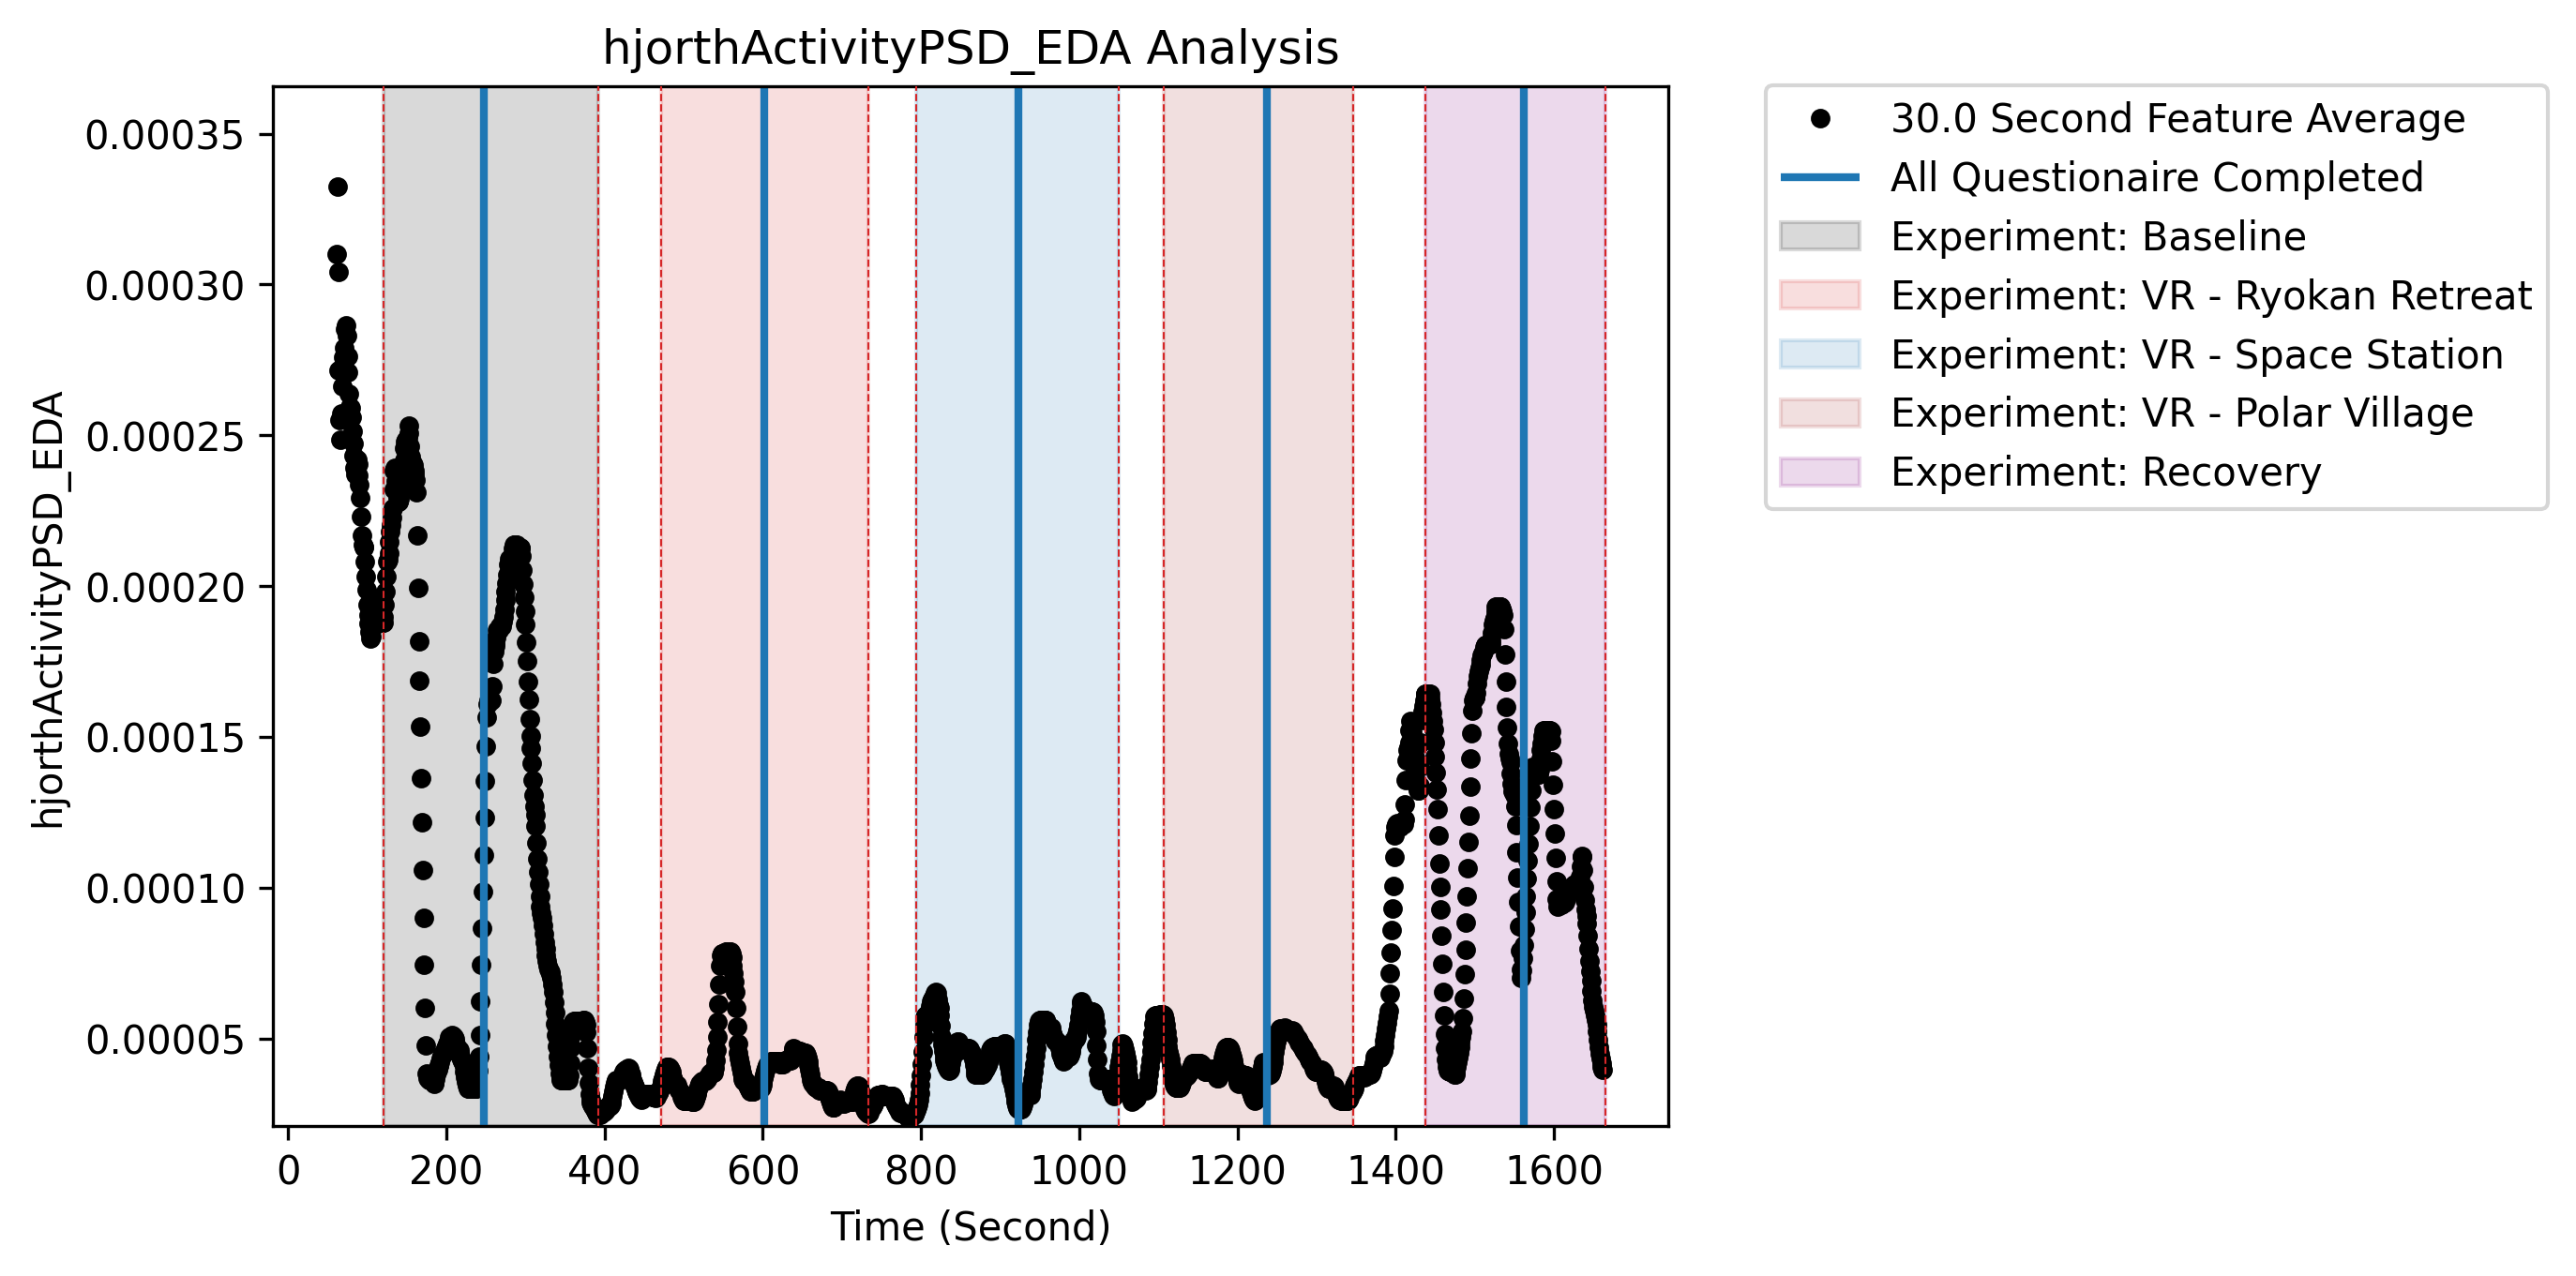 hjorthActivityPSD_EDA Analysis
hjorthActivityPSD_EDA
0.00035
0.00030
0.00025
0.00020
0.00015
0.00010
0.00005
0 200 400 600 800 1000 1200 1400 1600
Time (Second)
30.0 Second Feature Average
All Questionaire Completed
Experiment: Baseline
Experiment: VR - Ryokan Retreat
Experiment: VR - Space Station
Experiment: VR - Polar Village
Experiment: Recovery